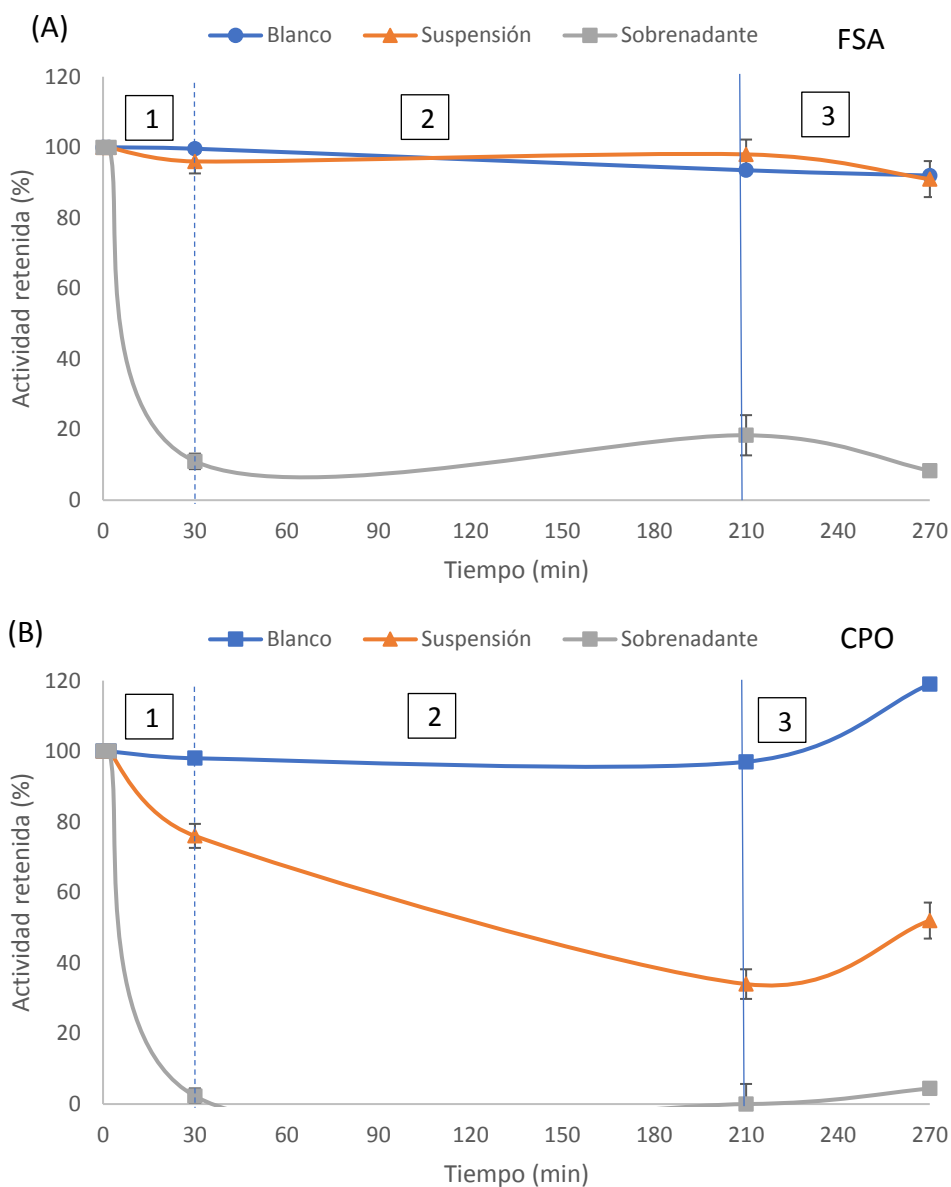 (A)
Blanco Suspensión Sobrenadante
FSA
120
100
80
60
40
20
0
1
2
3
Actividad retenida (%)
0 30 60 90 120 150 180 210 240 270
Tiempo (min)
(B)
Blanco Suspensión Sobrenadante
CPO
120
100
80
60
40
20
0
1
2
3
Actividad retenida (%)
0 30 60 90 120 150 180 210 240 270
Tiempo (min)